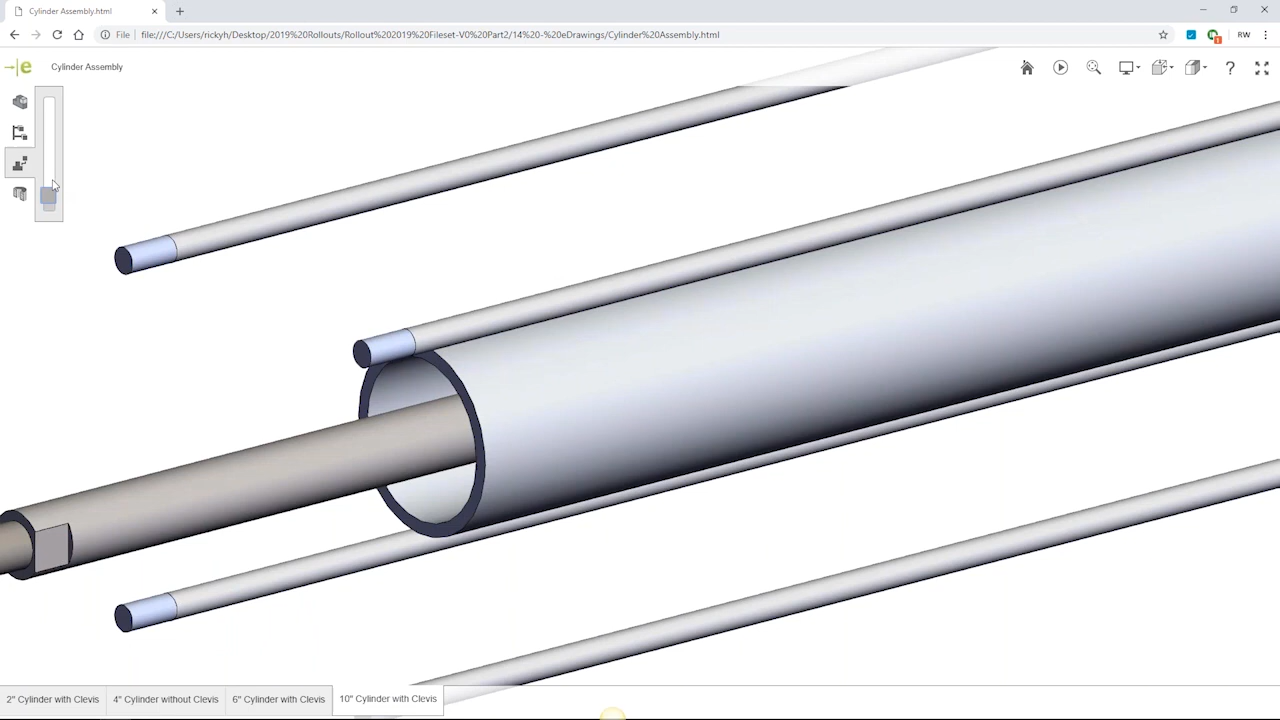 Cylinder Assembly.html
File
file:///C:/Users/rickyh/Desktop/2019%20Rollouts/Rollout%202019%20Fileset-V0%20Part2/14%20-%20eDrawings/Cylinder%20Assembly.html
1
RW
e
Cylinder Assembly
?
2" Cylinder with Clevis
4" Cylinder without Clevis
6" Cylinder with Clevis
10" Cylinder with Clevis